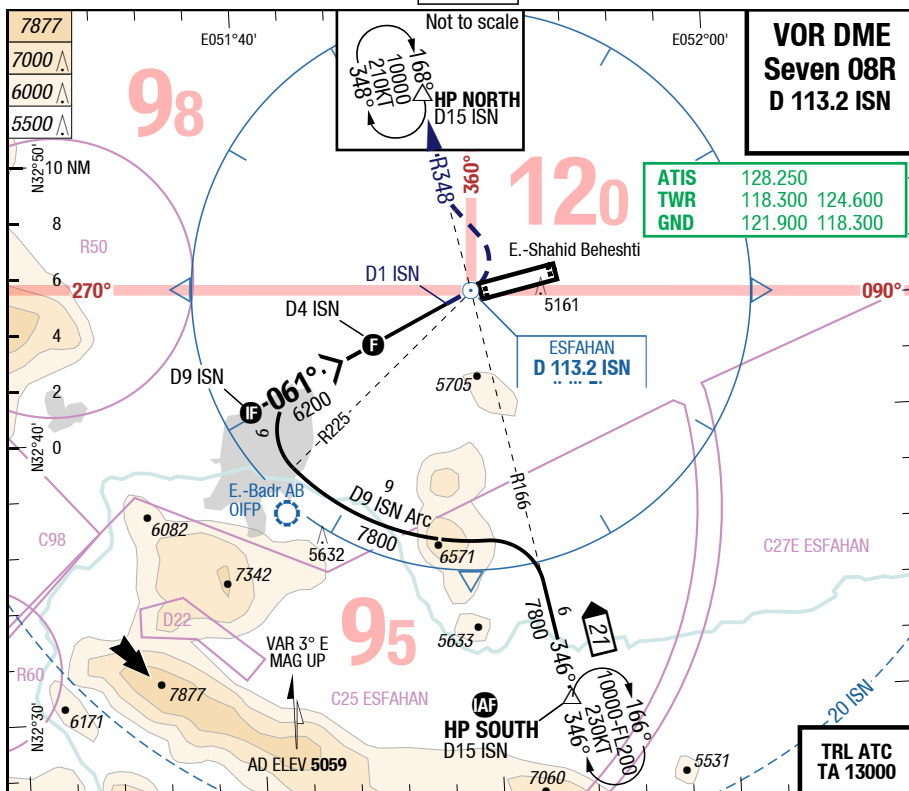 7877
7000
6000
5500
E051°40'
Not to scale
168°
10000
210KT
348°
HP NORTH
D15 ISN
E052°00'
VOR DME
Seven 08R
D 113.2 ISN
98
N32°50'
10 NM
8
6
4
2
0
R50
R348°
360°
120
ATIS 128.250
TWR 118.300 124.600
GND 121.900 118.300
E.-Shahid Beheshti
D1 ISN
270°
090°
5161
D4 ISN
F
ESFAHAN
D 113.2 ISN
D9 ISN
IF
061°
6200
9
5705
R225
N32°40'
R166
E.-Badr AB
OIFP
9
D9 ISN Arc
7800
6082
5632
6571
C98
C27E ESFAHAN
7342
D22
95
5633
7800
6
21
VAR 3° E
MAG UP
346°
R60
7877
C25 ESFAHAN
IAF
HP SOUTH
D15 ISN
166°
10000-FL200
230KT
346°
20 ISN
N32°30'
6171
AD ELEV 5059
7060
5531
TRL ATC
TA 13000